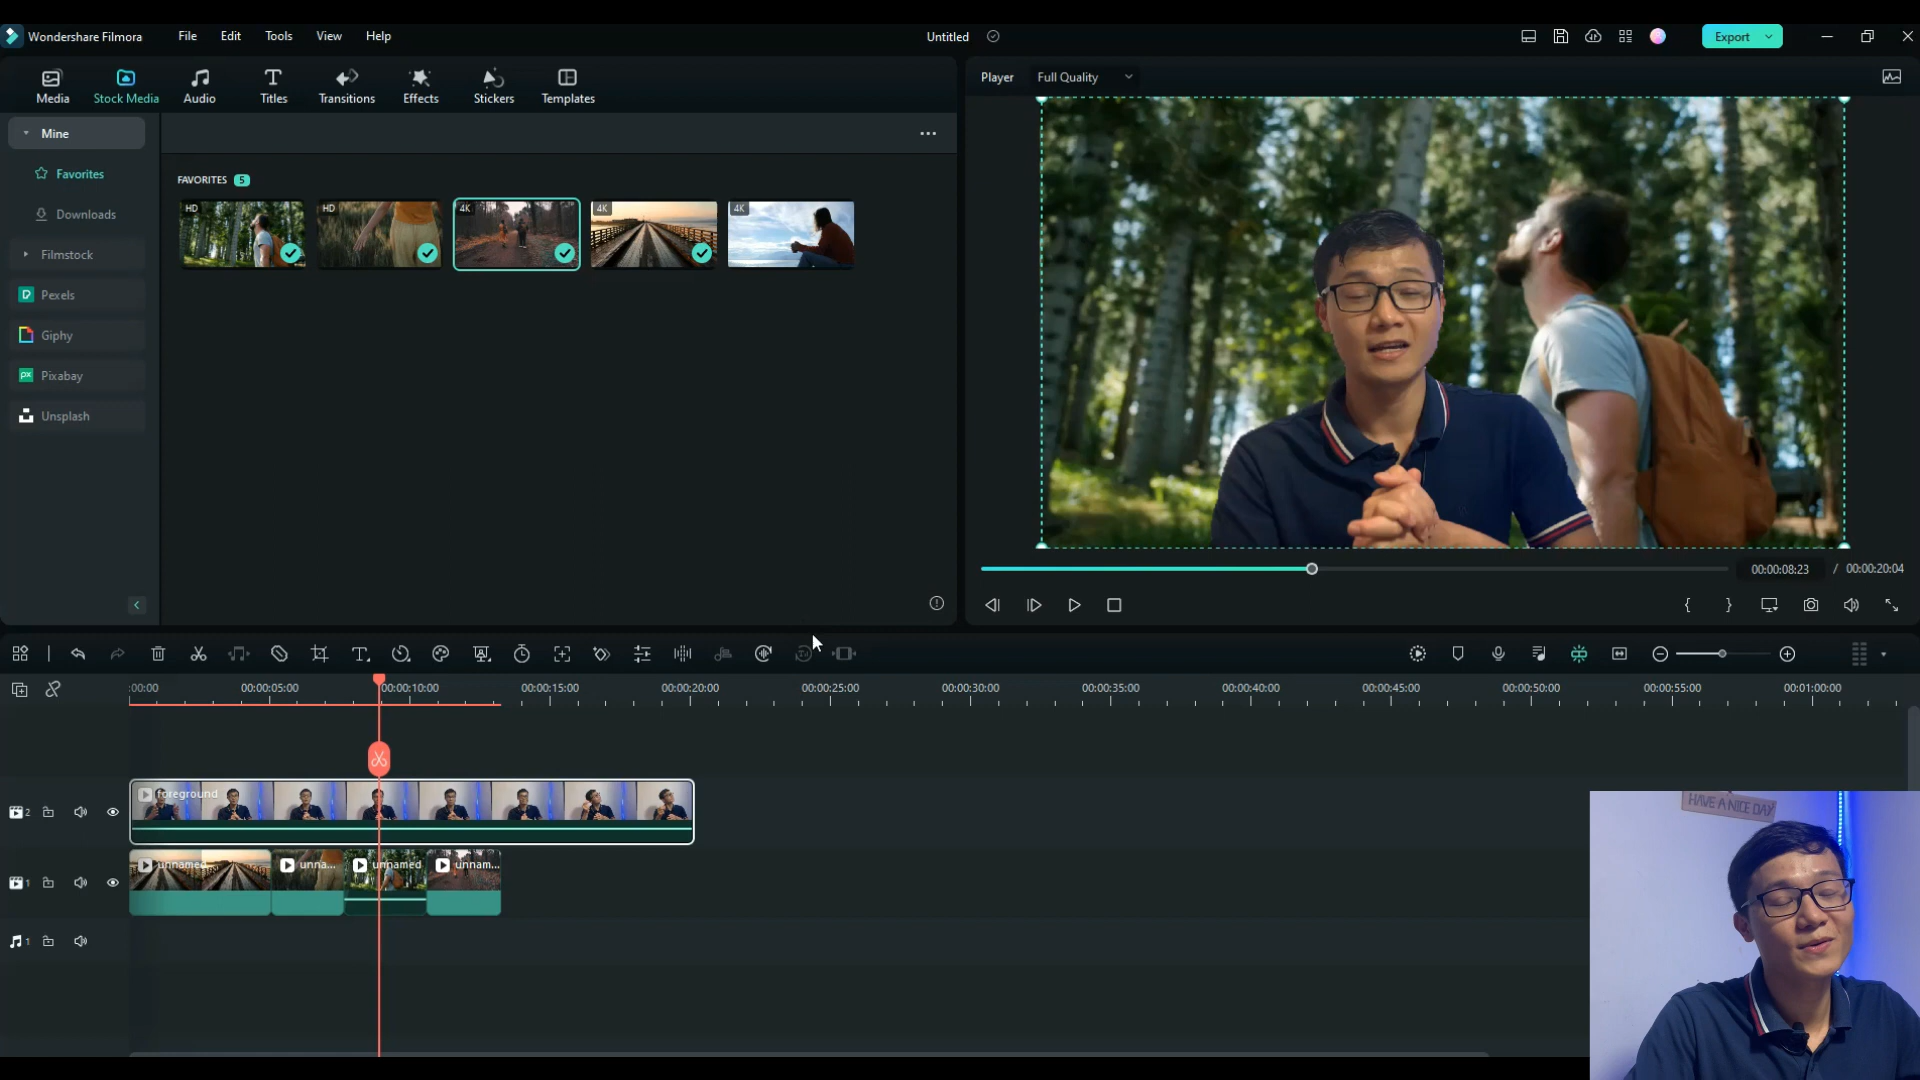 Wondershare Filmora File Edit Tools View Help Untitled Export
Media Stock Media Audio Titles Transitions Effects Stickers Templates
Player Full Quality
Mine
Favorites
Downloads
Filmstock
Pexels
Giphy
Pixabay
Unsplash
FAVORITES 5
HD HD 4K 4K 4K
00:00:08:23 / 00:00:20:04
:00:00 00:00:05:00 00:00:10:00 00:00:15:00 00:00:20:00 00:00:25:00 00:00:30:00 00:00:35:00 00:00:40:00 00:00:45:00 00:00:50:00 00:00:55:00 00:01:00:00
2 foreground
1 unnamed unna... unnamed unnam...
1
HAVE A NICE DAY